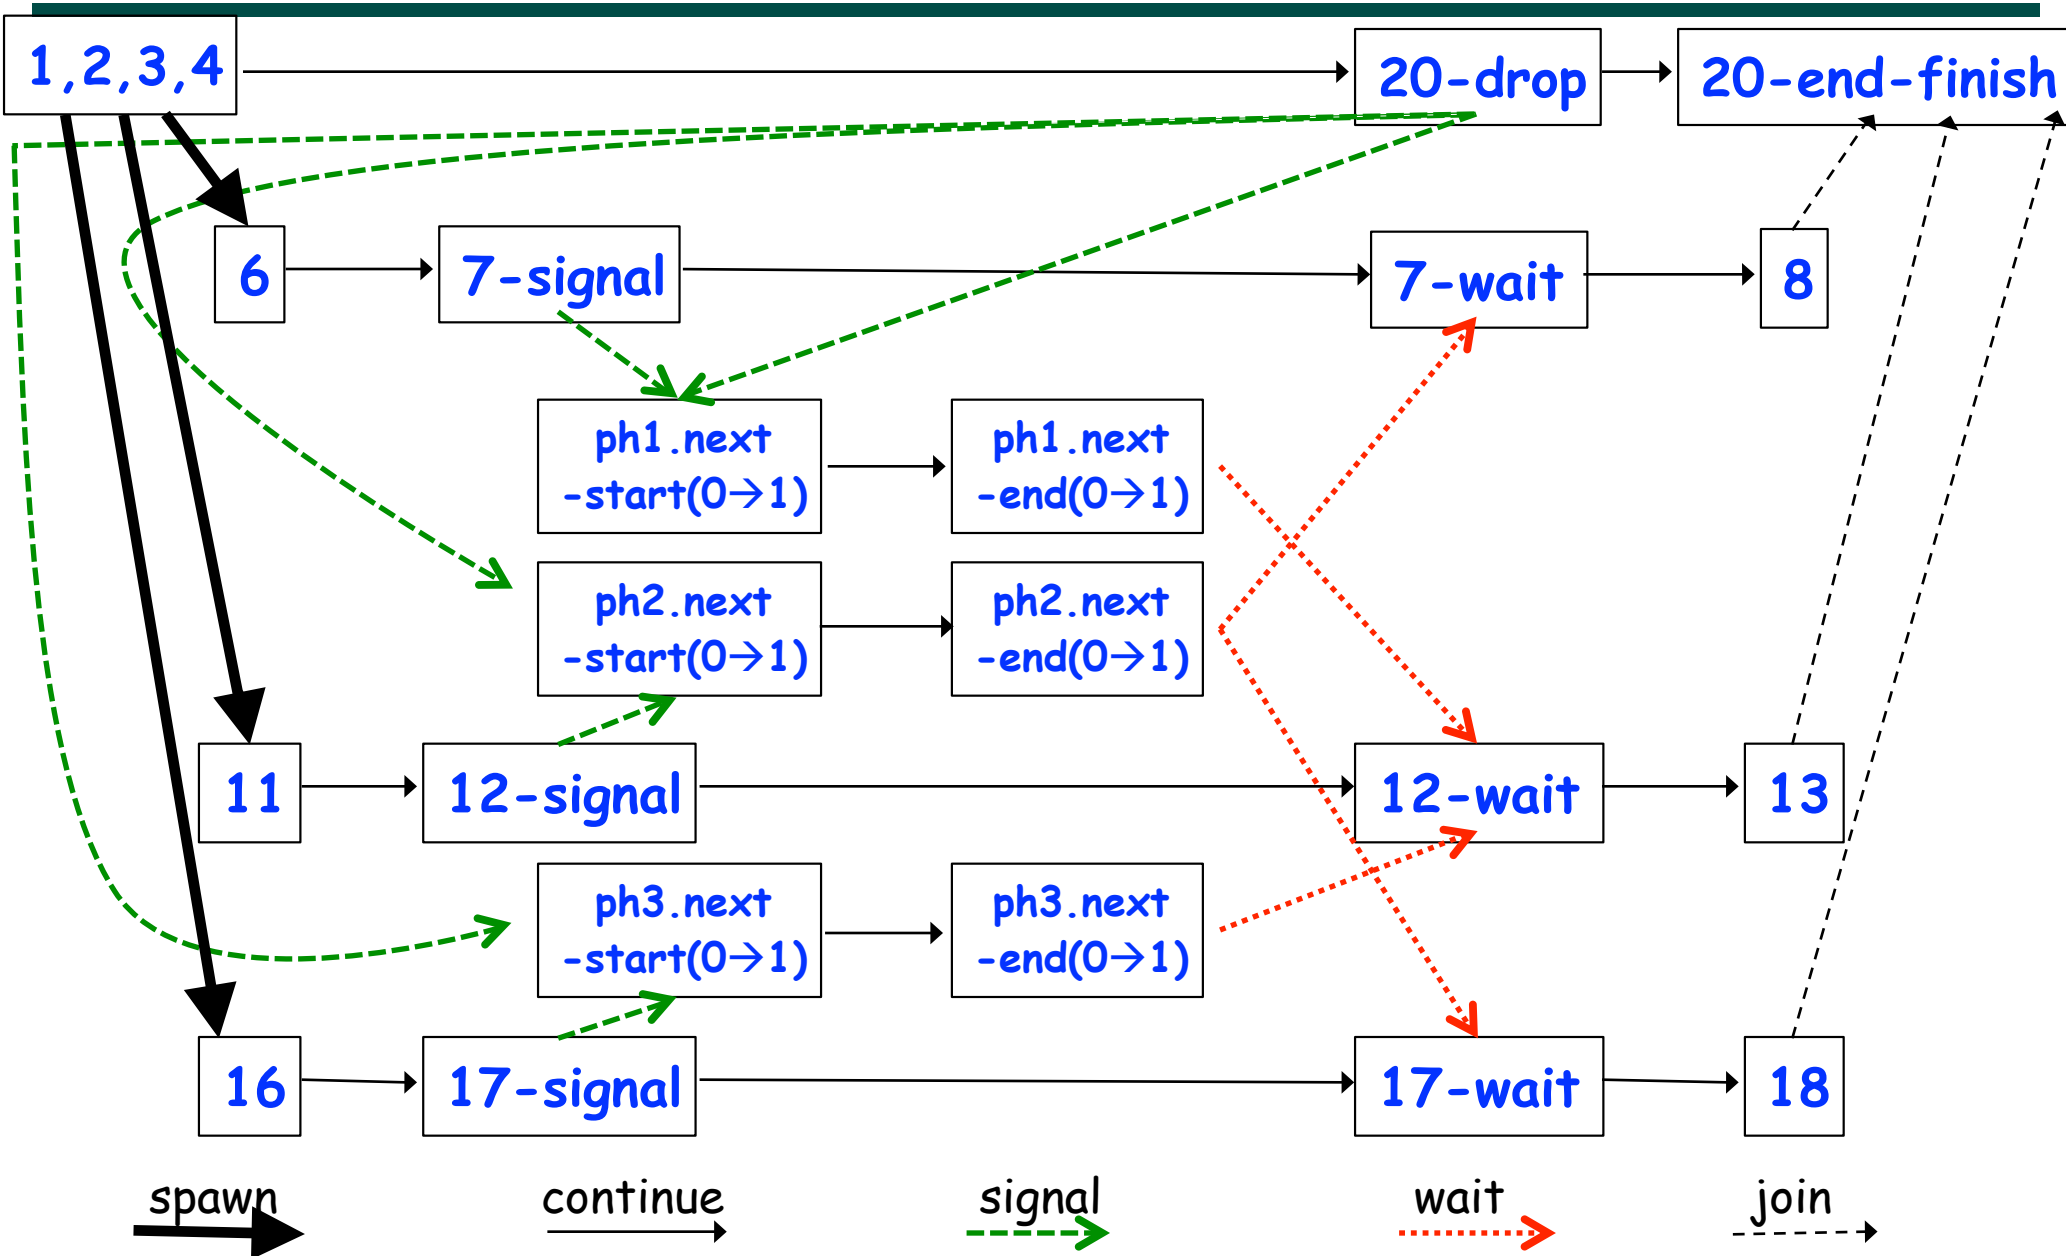 1,2,3,4
20-drop
20-end-finish
6
7-signal
7-wait
8
ph1.next
-start(0→1)
ph1.next
-end(0→1)
ph2.next
-start(0→1)
ph2.next
-end(0→1)
11
12-signal
12-wait
13
ph3.next
-start(0→1)
ph3.next
-end(0→1)
16
17-signal
17-wait
18
spawn
continue
signal
wait
join